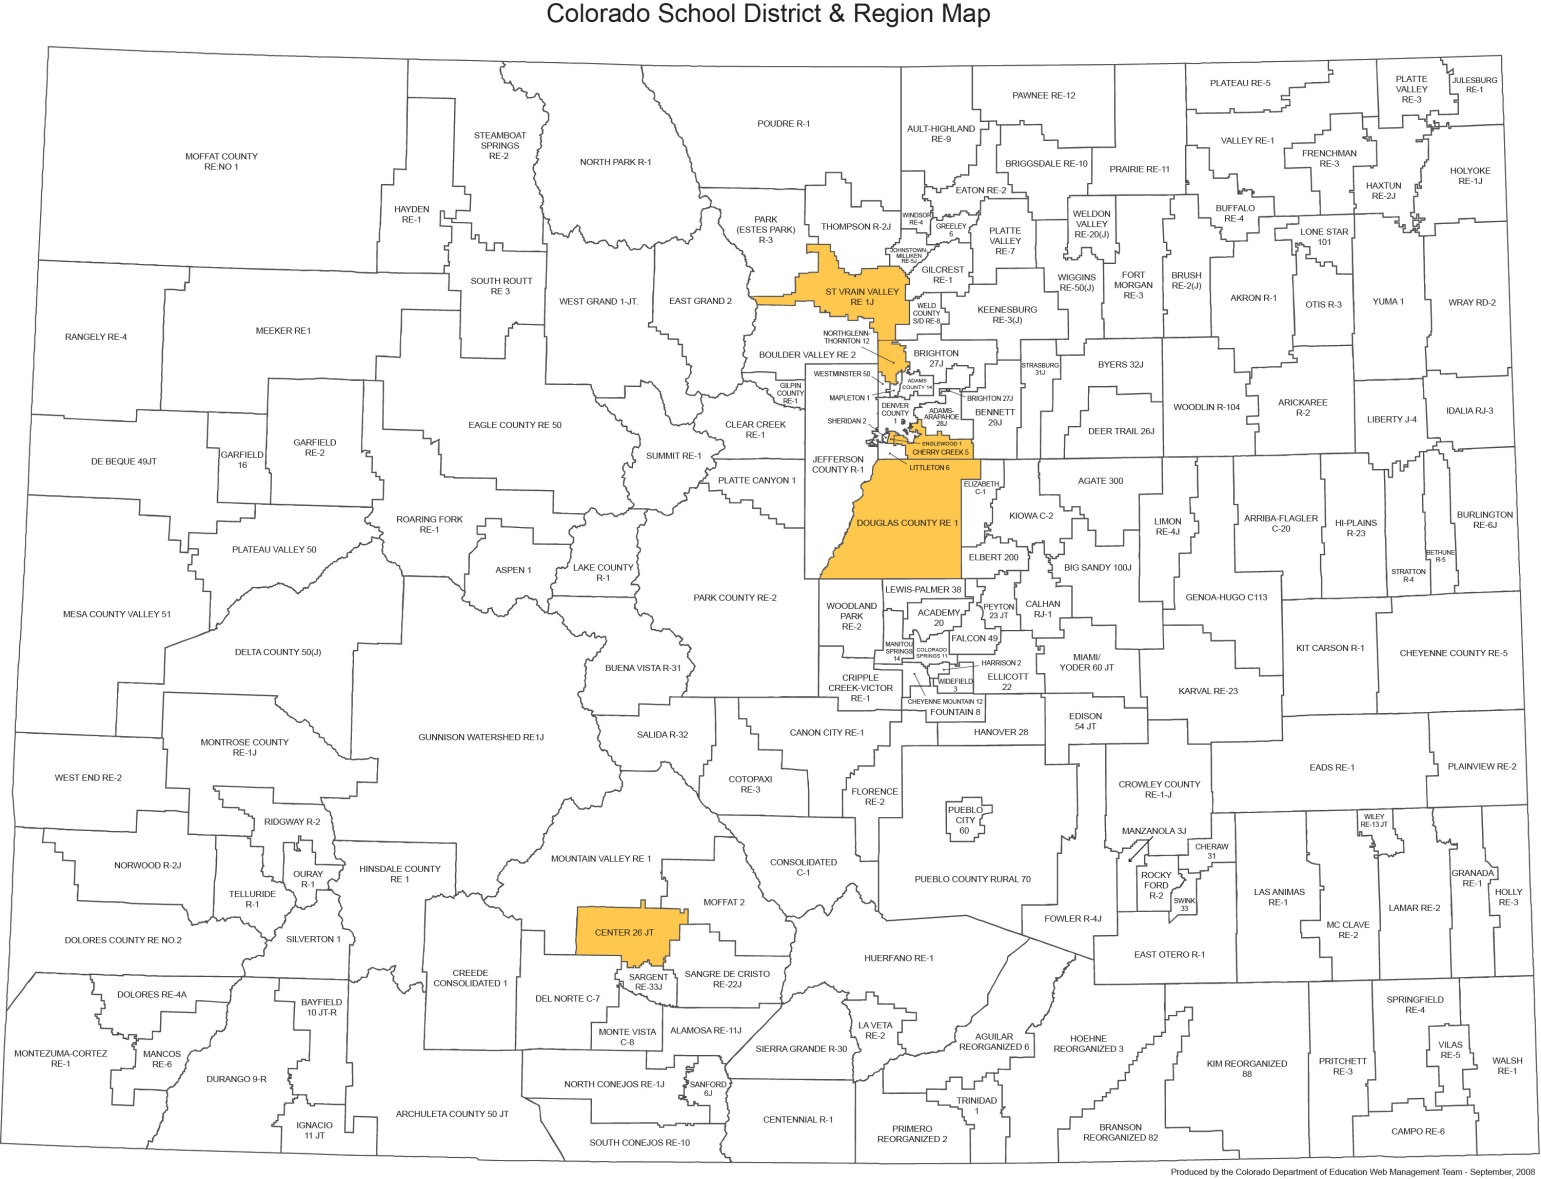 Colorado School District & Region Map
MOFFAT COUNTY
RE:NO 1
HAYDEN
RE-1
STEAMBOAT
SPRINGS
RE-2
NORTH PARK R-1
POUDRE R-1
AULT-HIGHLAND
RE-9
PAWNEE RE-12
BRIGGSDALE RE-10
PRAIRIE RE-11
PLATEAU RE-5
VALLEY RE-1
FRENCHMAN
RE-3
PLATTE
VALLEY
RE-3
JULESBURG
RE-1
HAXTUN
RE-2J
HOLYOKE
RE-1J
BUFFALO
RE-4
LONE STAR
101
EATON RE-2
WINDSOR
RE-4
GREELEY
6
PLATTE
VALLEY
RE-7
WELDON
VALLEY
RE-20(J)
PARK
(ESTES PARK)
R-3
THOMPSON R-2J
JOHNSTOWN-
MILLIKEN
RE-5J
GILCREST
RE-1
WIGGINS
RE-50(J)
FORT
MORGAN
RE-3
BRUSH
RE-2(J)
AKRON R-1
OTIS R-3
YUMA 1
WRAY RD-2
SOUTH ROUTT
RE 3
WEST GRAND 1-JT.
EAST GRAND 2
ST VRAIN VALLEY
RE 1J
WELD
COUNTY
S/D RE-8
KEENESBURG
RE-3(J)
RANGELY RE-4
MEEKER RE1
NORTHGLENN-
THORNTON 12
BOULDER VALLEY RE 2
BRIGHTON
27J
STRASBURG
31J
BYERS 32J
WESTMINSTER 50
ADAMS
COUNTY 14
GILPIN
COUNTY
RE-1
MAPLETON 1
BRIGHTON 27J
DENVER
COUNTY
1
ADAMS-
ARAPAHOE
28J
BENNETT
29J
SHERIDAN 2
DEER TRAIL 26J
WOODLIN R-104
ARICKAREE
R-2
LIBERTY J-4
IDALIA RJ-3
EAGLE COUNTY RE 50
CLEAR CREEK
RE-1
ENGLEWOOD 1
CHERRY CREEK 5
LITTLETON 6
JEFFERSON
COUNTY R-1
DE BEQUE 49JT
GARFIELD
16
GARFIELD
RE-2
SUMMIT RE-1
PLATTE CANYON 1
ELIZABETH
C-1
AGATE 300
KIOWA C-2
LIMON
RE-4J
ARRIBA-FLAGLER
C-20
HI-PLAINS
R-23
STRATTON
R-4
BETHUNE
R-5
BURLINGTON
RE-6J
DOUGLAS COUNTY RE 1
ROARING FORK
RE-1
PLATEAU VALLEY 50
ASPEN 1
LAKE COUNTY
R-1
ELBERT 200
BIG SANDY 100J
PARK COUNTY RE-2
MESA COUNTY VALLEY 51
WOODLAND
PARK
RE-2
LEWIS-PALMER 38
ACADEMY
20
PEYTON
23 JT
CALHAN
RJ-1
GENOA-HUGO C113
DELTA COUNTY 50(J)
BUENA VISTA R-31
MANITOU
SPRINGS
14
COLORADO
SPRINGS 11
FALCON 49
HARRISON 2
WIDEFIELD
3
ELLICOTT
22
MIAMI/
YODER 60 JT
KIT CARSON R-1
CHEYENNE COUNTY RE-5
KARVAL RE-23
CRIPPLE
CREEK-VICTOR
RE-1
CHEYENNE MOUNTAIN 12
FOUNTAIN 8
EDISON
54 JT
HANOVER 28
MONTROSE COUNTY
RE-1J
GUNNISON WATERSHED RE1J
SALIDA R-32
CANON CITY RE-1
WEST END RE-2
COTOPAXI
RE-3
FLORENCE
RE-2
CROWLEY COUNTY
RE-1-J
EADS RE-1
PLAINVIEW RE-2
RIDGWAY R-2
PUEBLO
CITY
60
MANZANOLA 3J
CHERAW
31
WILEY
RE-13 JT
NORWOOD R-2J
TELLURIDE
R-1
OURAY
R-1
HINSDALE COUNTY
RE 1
MOUNTAIN VALLEY RE 1
CONSOLIDATED
C-1
PUEBLO COUNTY RURAL 70
ROCKY
FORD
R-2
SWINK
33
LAS ANIMAS
RE-1
GRANADA
RE-1
HOLLY
RE-3
MOFFAT 2
FOWLER R-4J
MC CLAVE
RE-2
LAMAR RE-2
DOLORES COUNTY RE NO.2
SILVERTON 1
CENTER 26 JT
EAST OTERO R-1
HUERFANO RE-1
CREEDE
CONSOLIDATED 1
SARGENT
RE-33J
SANGRE DE CRISTO
RE-22J
DOLORES RE-4A
BAYFIELD
10 JT-R
DEL NORTE C-7
MONTE VISTA
C-8
ALAMOSA RE-11J
LA VETA
RE-2
AGUILAR
REORGANIZED 6
HOEHNE
REORGANIZED 3
SPRINGFIELD
RE-4
MONTEZUMA-CORTEZ
RE-1
MANCOS
RE-6
SIERRA GRANDE R-30
KIM REORGANIZED
88
PRITCHETT
RE-3
VILAS
RE-5
WALSH
RE-1
DURANGO 9-R
NORTH CONEJOS RE-1J
SANFORD
6J
TRINIDAD
1
ARCHULETA COUNTY 50 JT
CENTENNIAL R-1
IGNACIO
11 JT
SOUTH CONEJOS RE-10
PRIMERO
REORGANIZED 2
BRANSON
REORGANIZED 82
CAMPO RE-6
Produced by the Colorado Department of Education Web Management Team - September, 2008